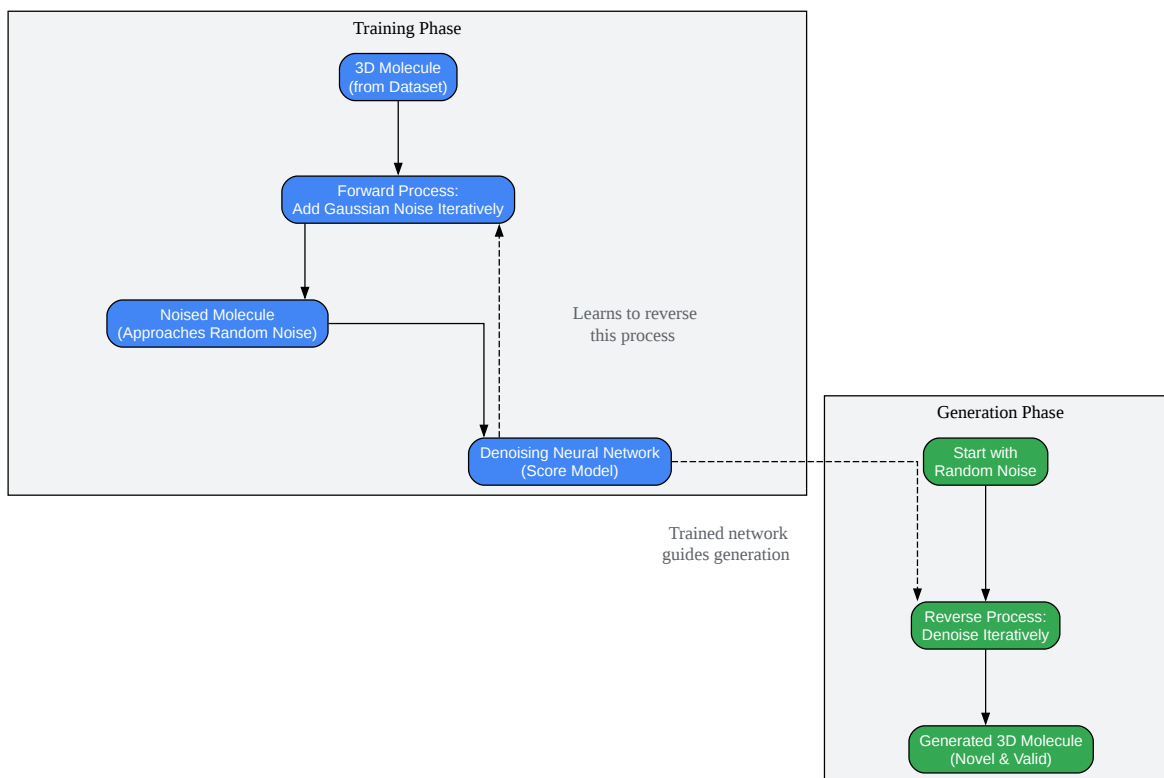 Training Phase
3D Molecule
(from Dataset)
Forward Process:
Add Gaussian Noise Iteratively
Noised Molecule
(Approaches Random Noise)
Learns to reverse
this process
Denoising Neural Network
(Score Model)
Trained network
guides generation
Generation Phase
Start with
Random Noise
Reverse Process:
Denoise Iteratively
Generated 3D Molecule
(Novel & Valid)